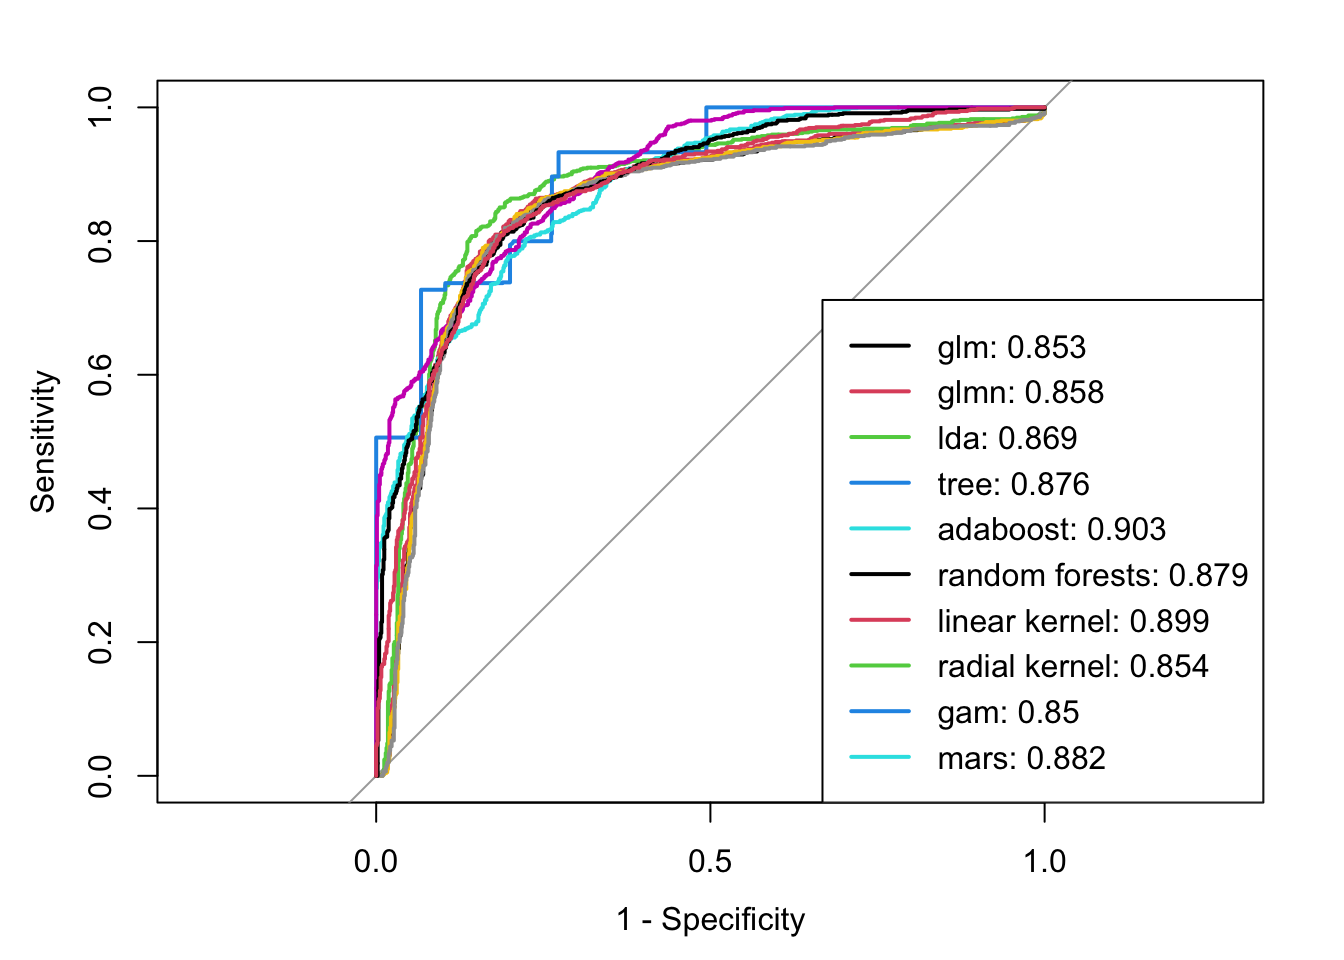 Sensitivity
1.0
0.8
0.6
0.4
0.2
0.0
glm: 0.853
glmn: 0.858
lda: 0.869
tree: 0.876
adaboost: 0.903
random forests: 0.879
linear kernel: 0.899
radial kernel: 0.854
gam: 0.85
mars: 0.882
0.0 0.5 1.0
1 - Specificity